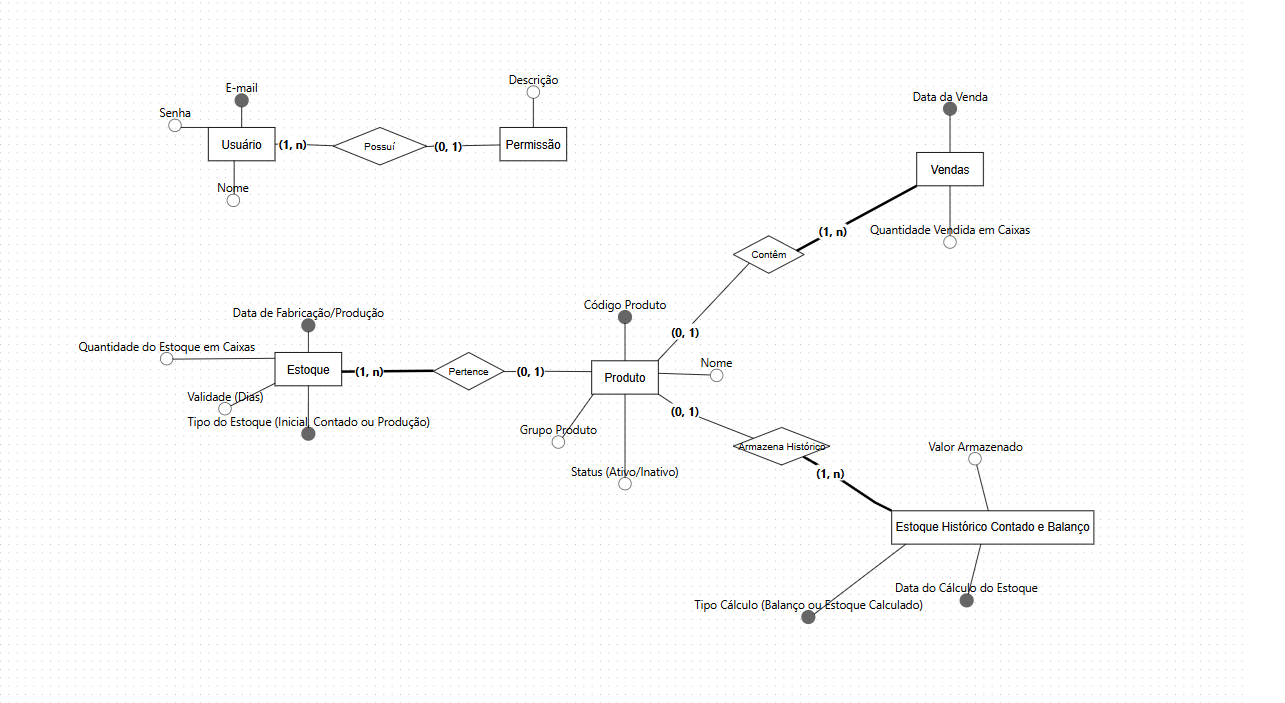 Descrição
E-mail
Data da Venda
Senha
Usuário
(1, n)
Possuí
(0, 1)
Permissão
Vendas
Nome
(1, n)
Quantidade Vendida em Caixas
Contêm
Código Produto
Data de Fabricação/Produção
(0, 1)
Quantidade do Estoque em Caixas
Nome
Estoque
(1, n)
Pertence
(0, 1)
Produto
Validade (Dias)
(0, 1)
Tipo do Estoque (Inicial, Contado ou Produção)
Grupo Produto
Armazena Histórico
Valor Armazenado
Status (Ativo/Inativo)
(1, n)
Estoque Histórico Contado e Balanço
Data do Cálculo do Estoque
Tipo Cálculo (Balanço ou Estoque Calculado)